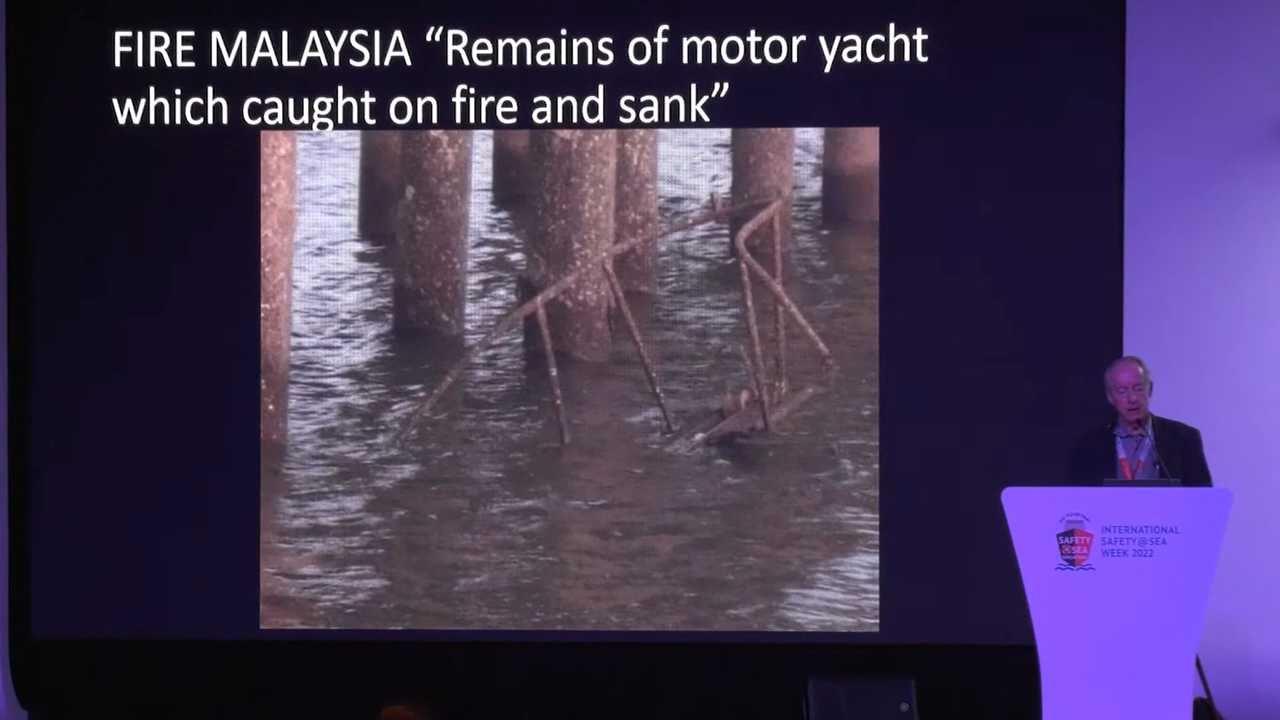 FIRE MALAYSIA “Remains of motor yacht
which caught on fire and sank”
SAFETY
@SEA
INTERNATIONAL
SAFETY@SEA
WEEK 2022